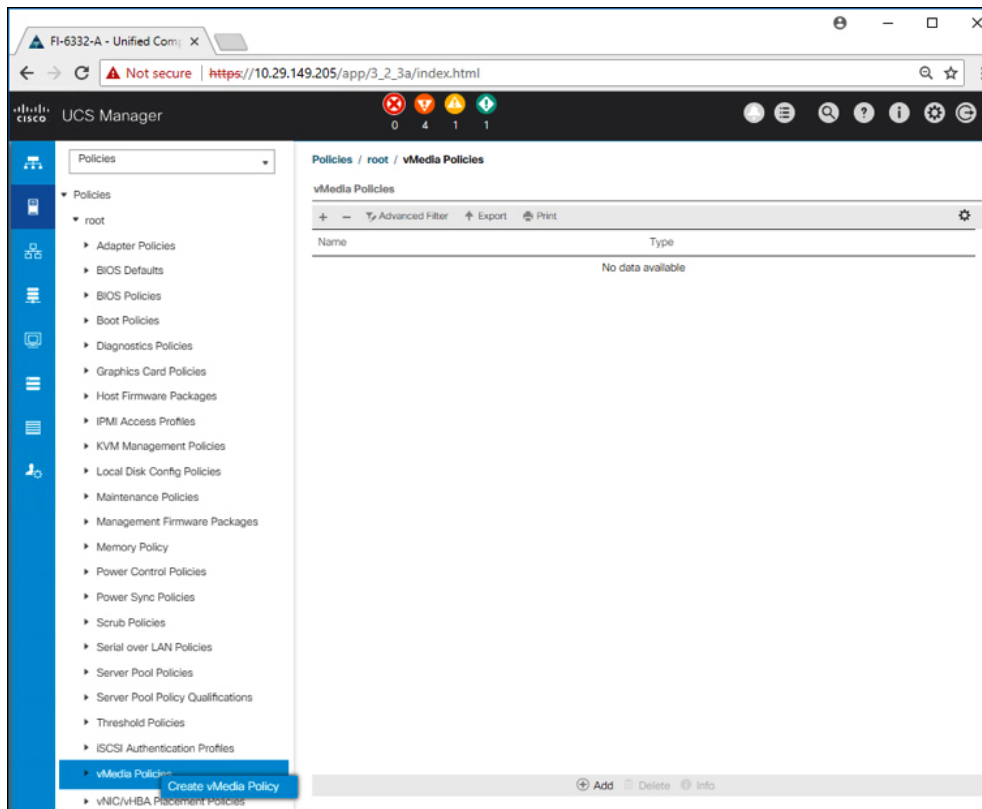 FI-6332-A - Unified Com
Not secure | https://10.29.149.205/app/3_2_3a/index.html
cisco UCS Manager
0 4 1 1
Policies
Policies / root / vMedia Policies
Policies
root
Adapter Policies
BIOS Defaults
BIOS Policies
Boot Policies
Diagnostics Policies
Graphics Card Policies
Host Firmware Packages
IPMI Access Profiles
KVM Management Policies
Local Disk Config Policies
Maintenance Policies
Management Firmware Packages
Memory Policy
Power Control Policies
Power Sync Policies
Scrub Policies
Serial over LAN Policies
Server Pool Policies
Server Pool Policy Qualifications
Threshold Policies
iSCSI Authentication Profiles
vMedia Policies
Create vMedia Policy
vNIC/vHBA Placement Policies
vMedia Policies
+ − Advanced Filter Export Print
Name Type
No data available
Add Delete Info